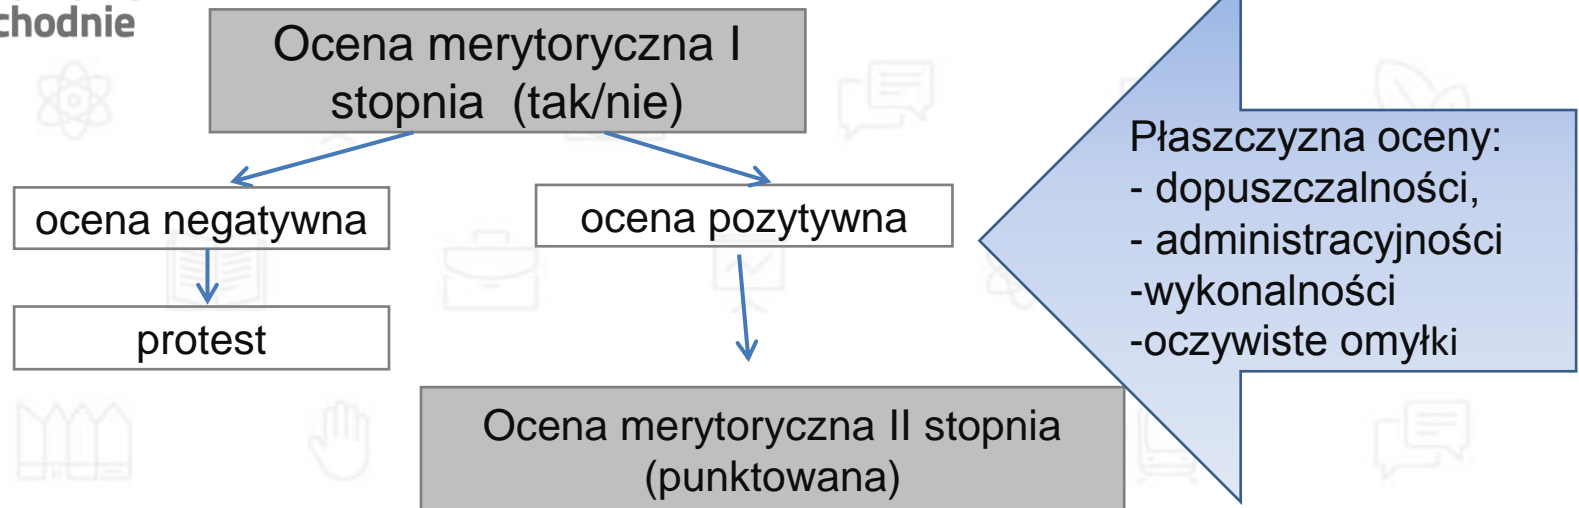 chodnie
Ocena merytoryczna I
stopnia (tak/nie)
ocena negatywna
ocena pozytywna
protest
Ocena merytoryczna II stopnia
(punktowana)
Płaszczyzna oceny:
- dopuszczalności,
- administracyjności
-wykonalności
-oczywiste omyłki